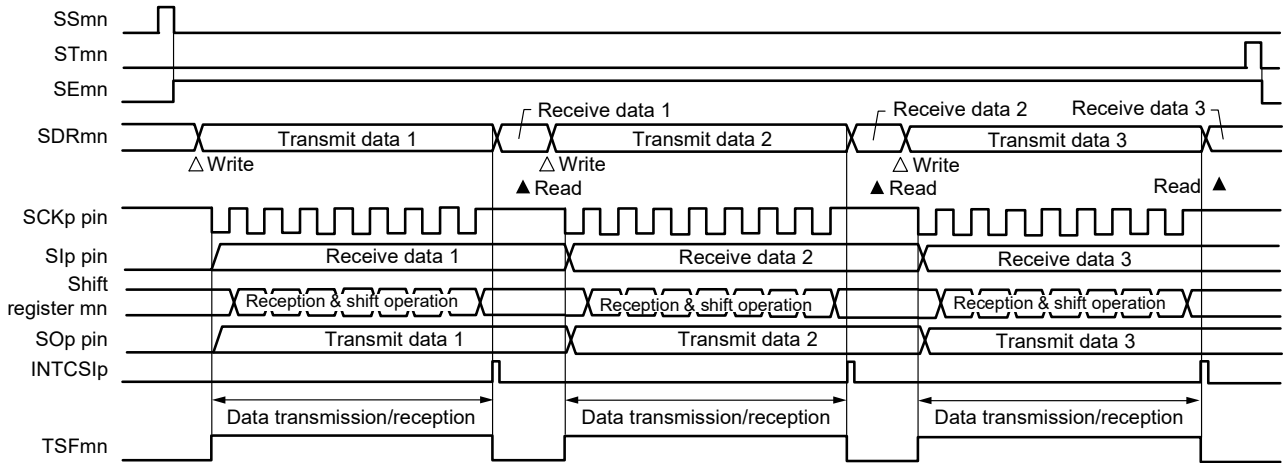 SSmn
STmn
SEmn
Receive data 1
Receive data 2
Receive data 3
SDRmn
Transmit data 1
Transmit data 2
Transmit data 3
△ Write
△ Write
△ Write
▲ Read
▲ Read
Read ▲
SCKp pin
SIp pin
Receive data 1
Receive data 2
Receive data 3
Shift
register mn
Reception & shift operation
Reception & shift operation
Reception & shift operation
SOp pin
Transmit data 1
Transmit data 2
Transmit data 3
INTCSIp
Data transmission/reception
Data transmission/reception
Data transmission/reception
TSFmn